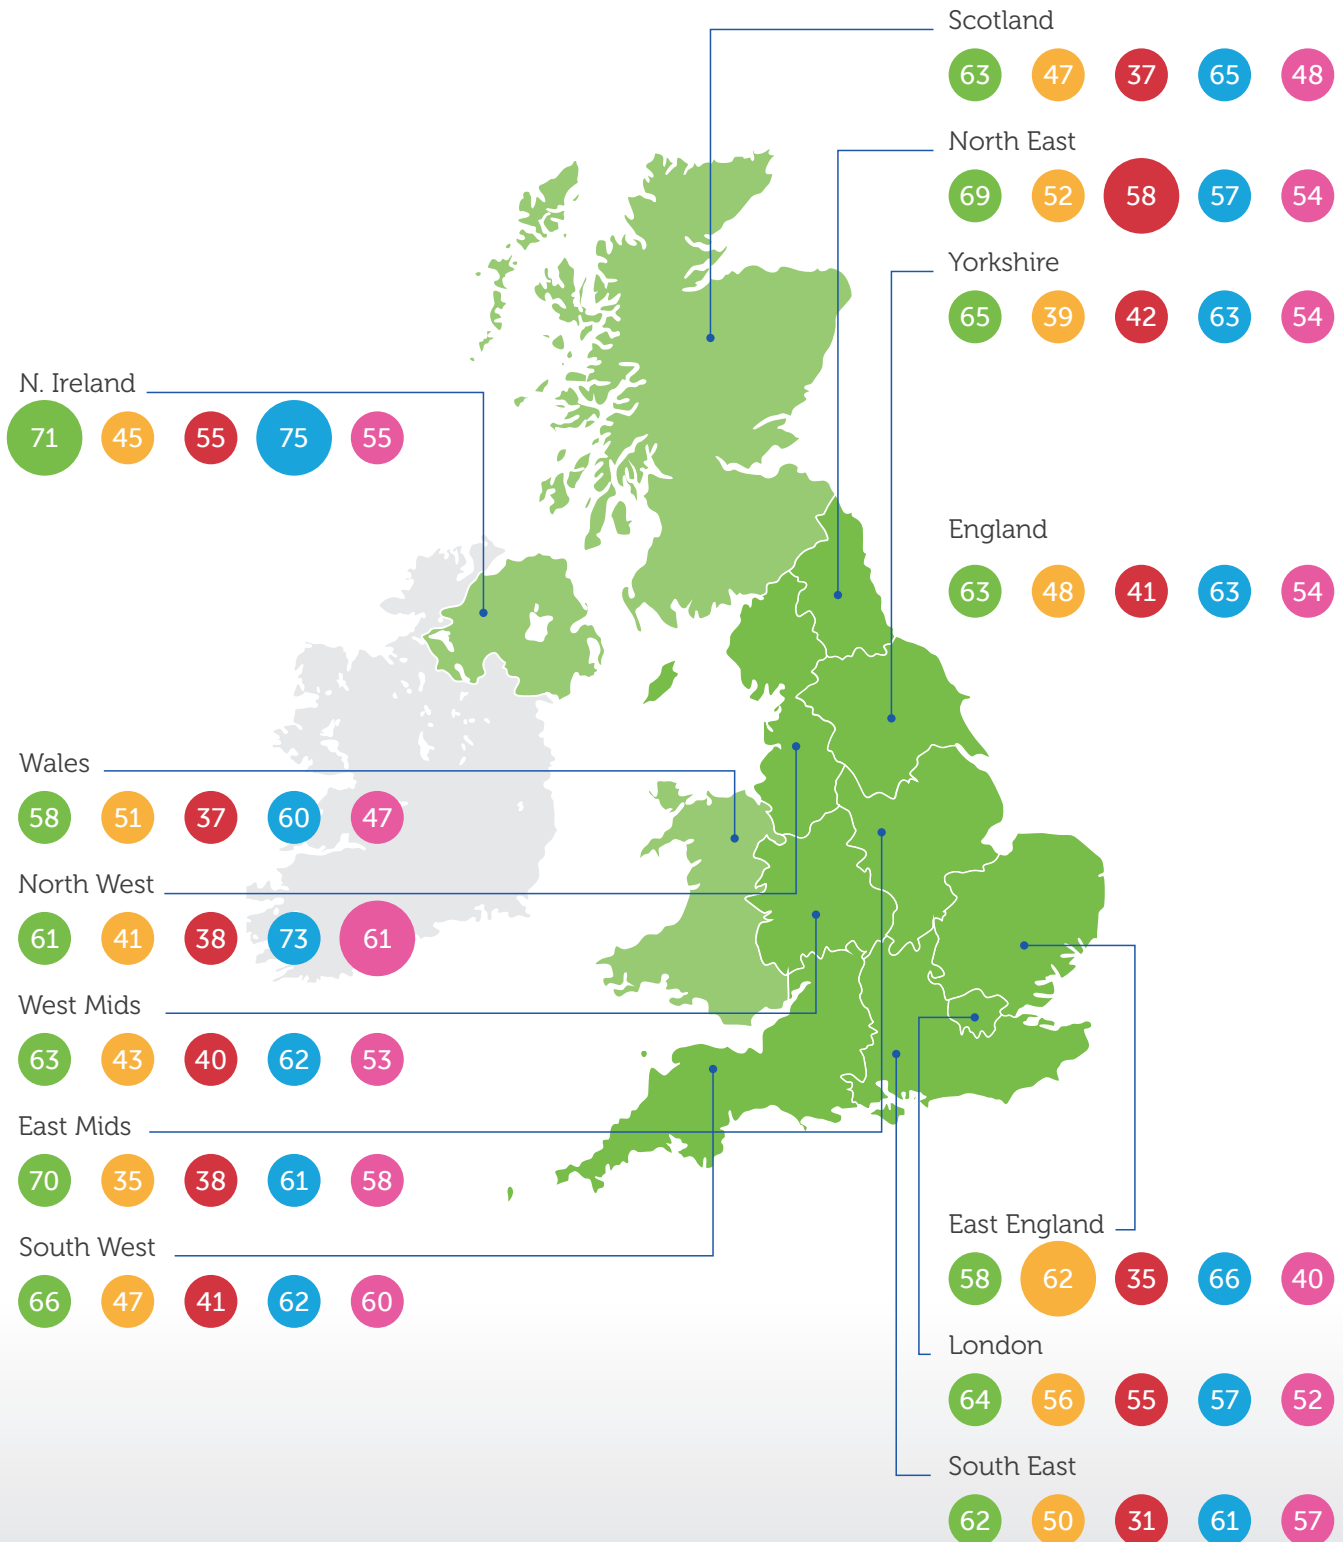 Scotland
63 47 37 65 48
North East
69 52 58 57 54
Yorkshire
65 39 42 63 54
N. Ireland
71 45 55 75 55
England
63 48 41 63 54
Wales
58 51 37 60 47
North West
61 41 38 73 61
West Mids
63 43 40 62 53
East Mids
70 35 38 61 58
South West
66 47 41 62 60
East England
58 62 35 66 40
London
64 56 55 57 52
South East
62 50 31 61 57